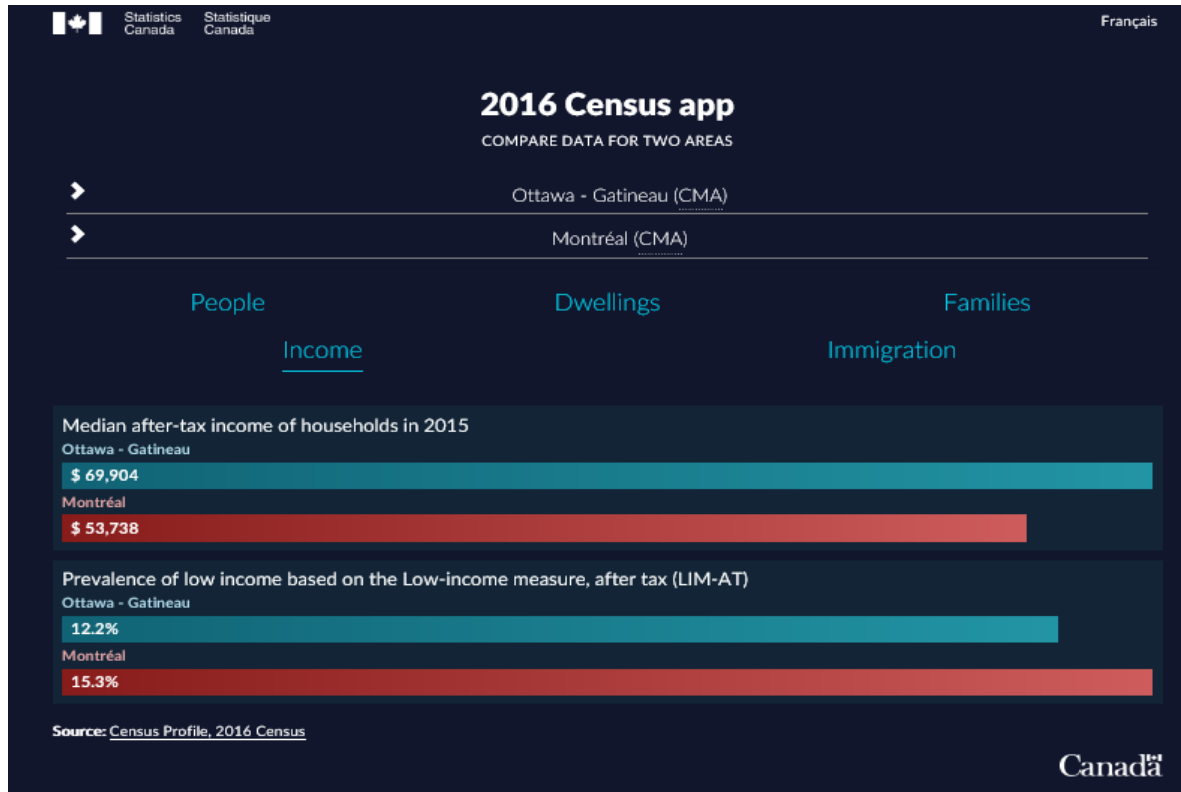 Statistics Canada
Statistique Canada
Français
2016 Census app
COMPARE DATA FOR TWO AREAS
Ottawa - Gatineau (CMA)
Montréal (CMA)
People
Dwellings
Families
Income
Immigration
Median after-tax income of households in 2015
Ottawa - Gatineau
$ 69,904
Montréal
$ 53,738
Prevalence of low income based on the Low-income measure, after tax (LIM-AT)
Ottawa - Gatineau
12.2%
Montréal
15.3%
Source: Census Profile, 2016 Census
Canada